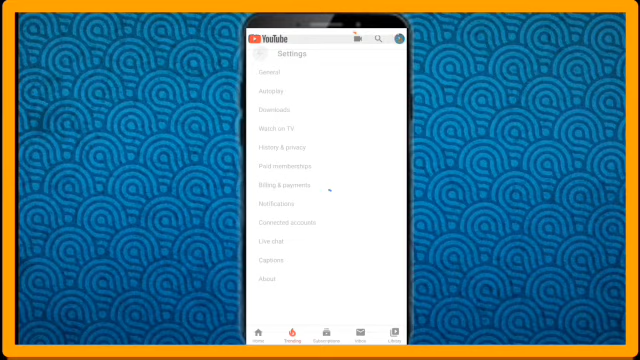 YouTube
Settings
General
Autoplay
Downloads
Watch on TV
History & privacy
Paid memberships
Billing & payments
Notifications
Connected accounts
Live chat
Captions
About
Home
Trending
Subscriptions
Inbox
Library